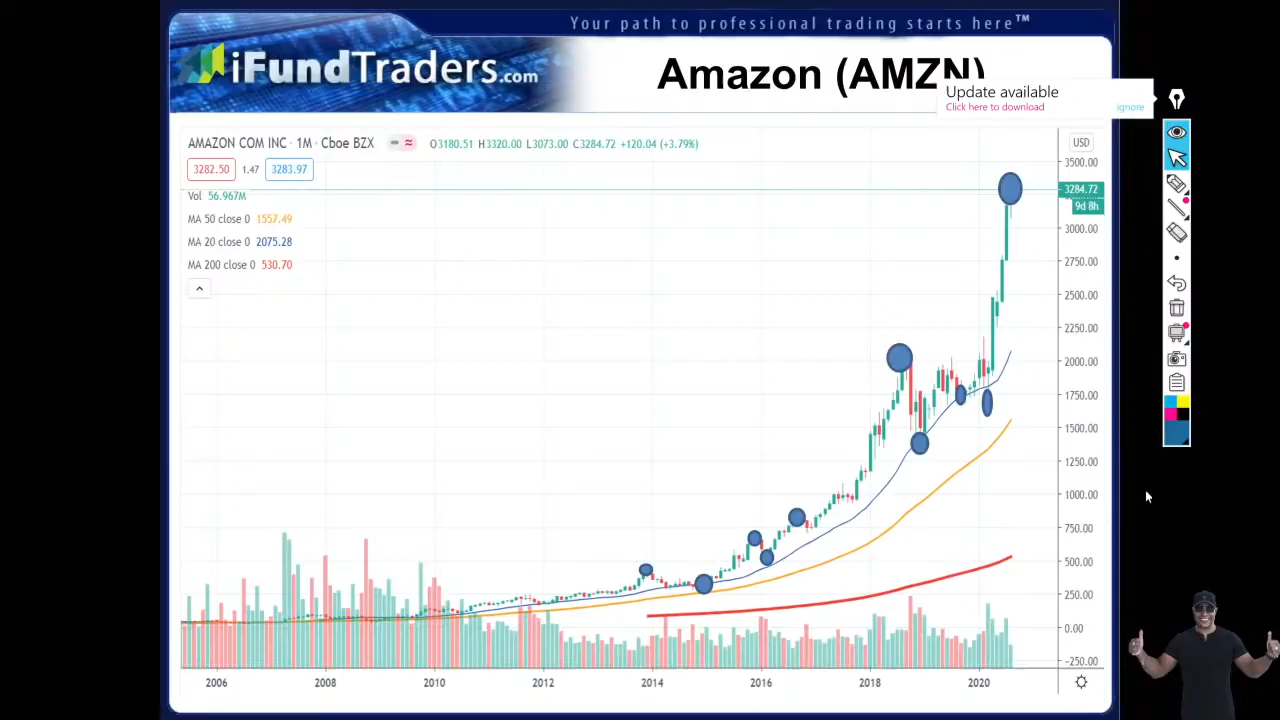 Your path to professional trading starts here™
iFundTraders.com
Amazon (AMZN)
Update available
Click here to download
ignore
AMAZON COM INC · 1M · Cboe BZX
O3180.51 H3320.00 L3073.00 C3284.72 +120.04 (+3.79%)
USD
3282.50 1.47 3283.97
Vol 56.967M
MA 50 close 0 1557.49
MA 20 close 0 2075.28
MA 200 close 0 530.70
3500.00
3284.72
9d 8h
3000.00
2750.00
2500.00
2250.00
2000.00
1750.00
1500.00
1250.00
1000.00
750.00
500.00
250.00
0.00
−250.00
2006 2008 2010 2012 2014 2016 2018 2020